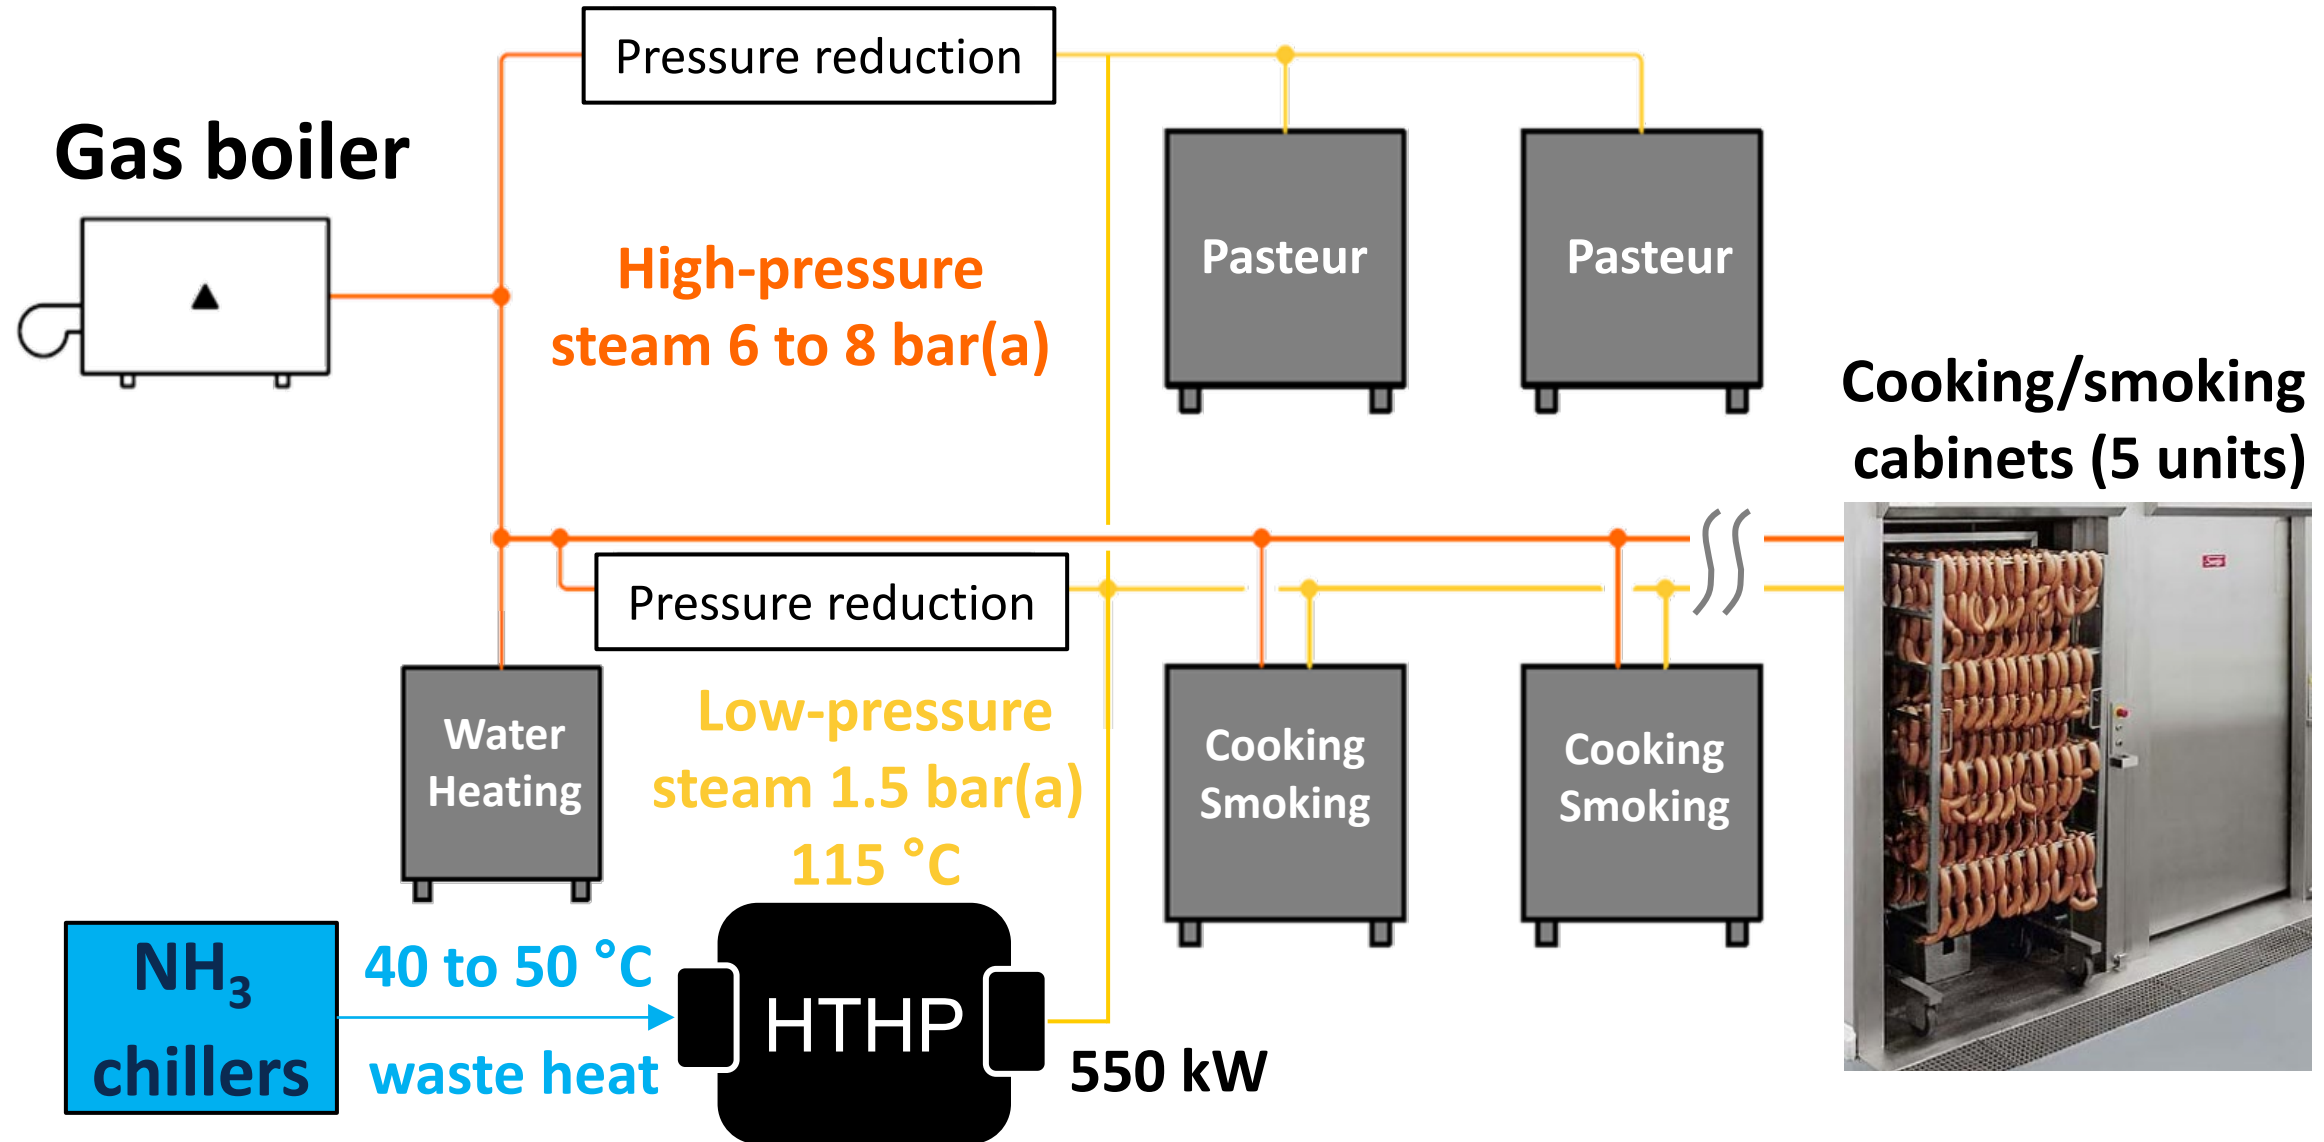 Pressure reduction
Gas boiler
High-pressure
steam 6 to 8 bar(a)
Pasteur
Pasteur
Cooking/smoking
cabinets (5 units)
Pressure reduction
Water
Heating
Low-pressure
steam 1.5 bar(a)
115 °C
Cooking
Smoking
Cooking
Smoking
NH₃
chillers
40 to 50 °C
waste heat
HTHP
550 kW